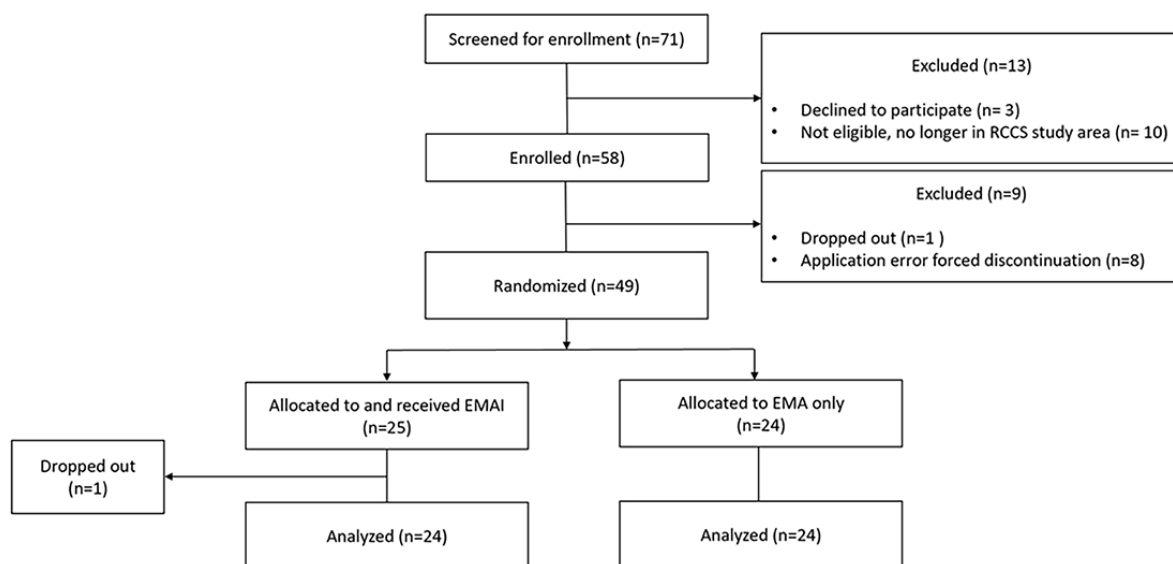 Screened for enrollment (n=71)
Excluded (n=13)
• Declined to participate (n= 3)
• Not eligible, no longer in RCCS study area (n= 10)
Enrolled (n=58)
Excluded (n=9)
• Dropped out (n=1 )
• Application error forced discontinuation (n=8)
Randomized (n=49)
Allocated to and received EMAI
(n=25)
Allocated to EMA only
(n=24)
Dropped out
(n=1)
Analyzed (n=24)
Analyzed (n=24)